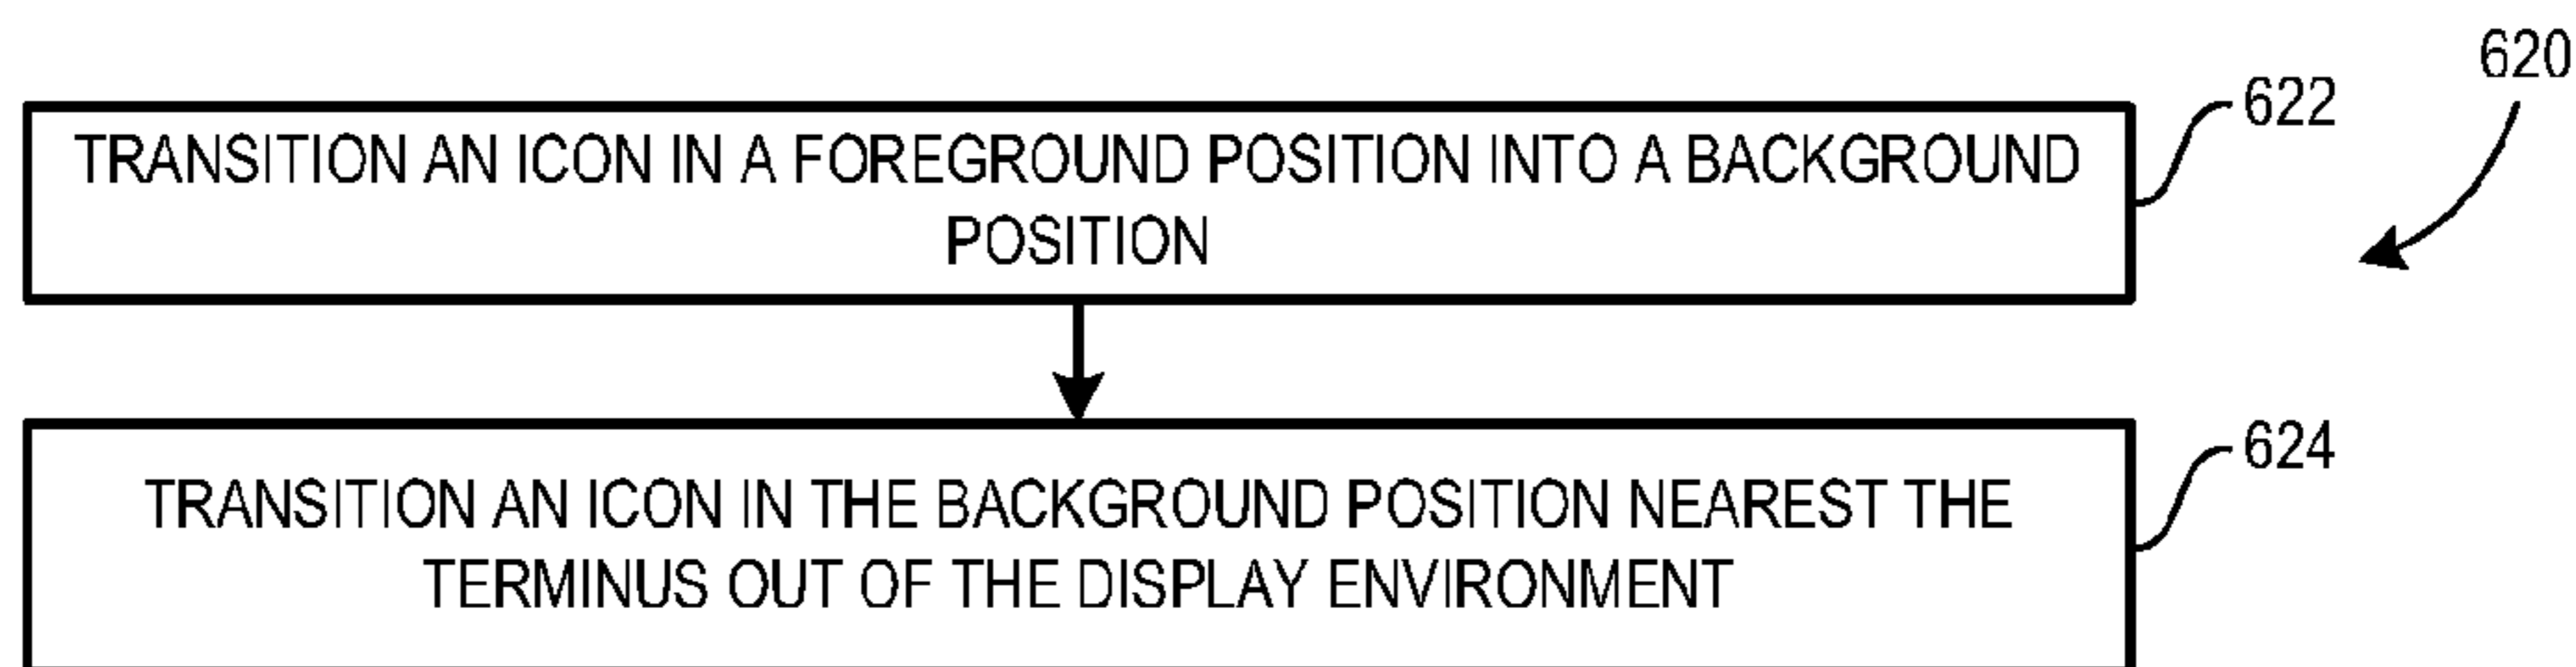 620
622
TRANSITION AN ICON IN A FOREGROUND POSITION INTO A BACKGROUND
POSITION
624
TRANSITION AN ICON IN THE BACKGROUND POSITION NEAREST THE
TERMINUS OUT OF THE DISPLAY ENVIRONMENT